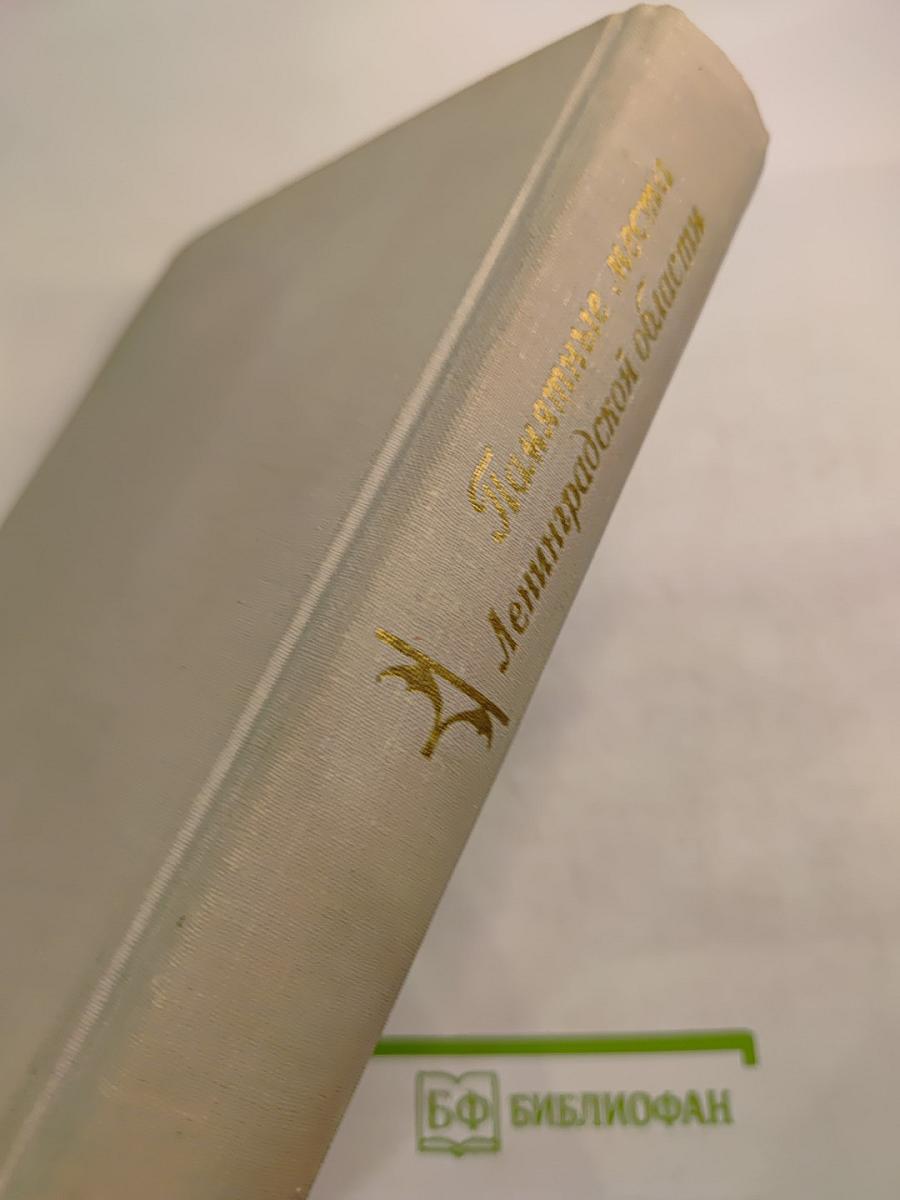 Памятные места
Ленинградской области
БФ БИБЛИОФАН